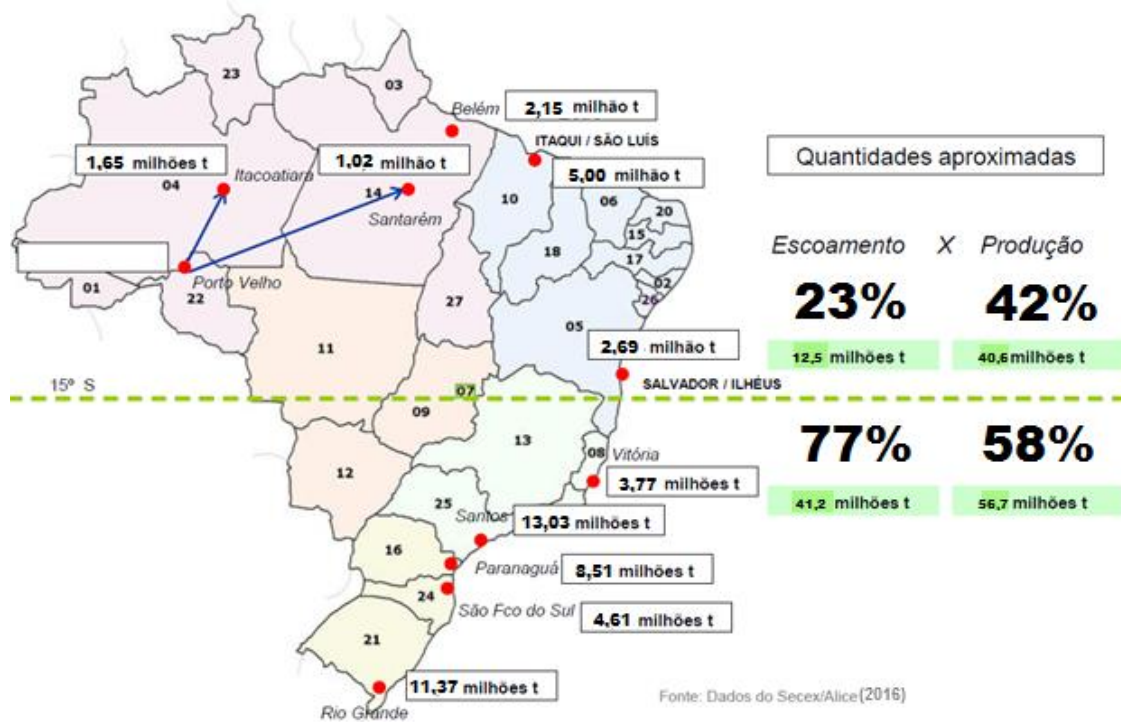 23
03
Belém
2,15 milhão t
ITAQUI / SÃO LUÍS
1,65 milhões t
1,02 milhão t
Quantidades aproximadas
04
Itacoatiara
14
Santarém
5,00 milhão t
10
06
20
15
17
18
02
26
Escoamento X Produção
23% 42%
12,5 milhões t 40,6 milhões t
Porto Velho
01
22
27
05
11
2,69 milhão t
SALVADOR / ILHÉUS
15º S
07
09
13
08
Vitória
77% 58%
41,2 milhões t 56,7 milhões t
12
3,77 milhões t
25
Santos
13,03 milhões t
16
Paranaguá
8,51 milhões t
24
São Fco do Sul
4,61 milhões t
21
11,37 milhões t
Rio Grande
Fonte: Dados do Secex/Alice (2016)